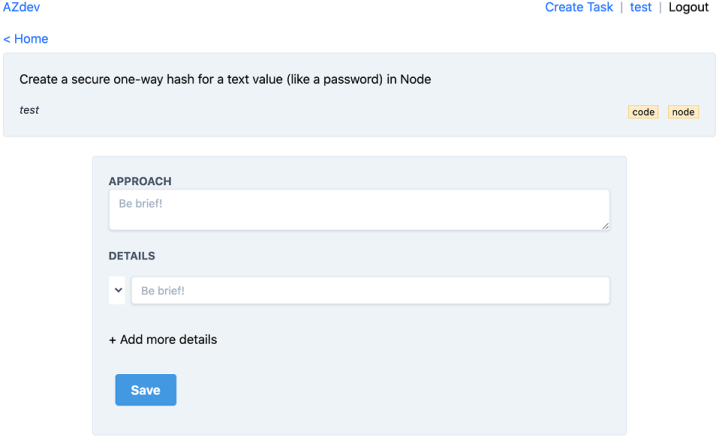 AZdev
Create Task | test | Logout
< Home
Create a secure one-way hash for a text value (like a password) in Node
test
code node
APPROACH
Be brief!
DETAILS
Be brief!
+ Add more details
Save